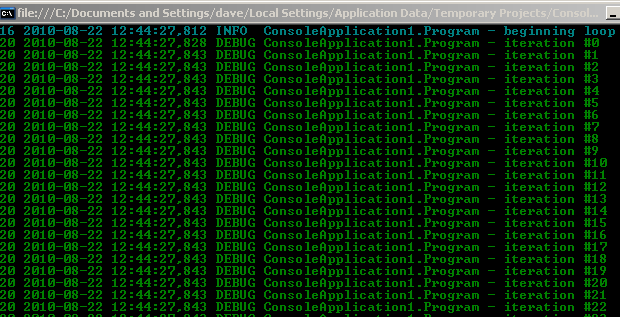 file:///C:/Documents and Settings/dave/Local Settings/Application Data/Temporary Projects/Consol...
16 2010-08-22 12:44:27,812 INFO  ConsoleApplication1.Program - beginning loop
20 2010-08-22 12:44:27,828 DEBUG ConsoleApplication1.Program - iteration #0
20 2010-08-22 12:44:27,843 DEBUG ConsoleApplication1.Program - iteration #1
20 2010-08-22 12:44:27,843 DEBUG ConsoleApplication1.Program - iteration #2
20 2010-08-22 12:44:27,843 DEBUG ConsoleApplication1.Program - iteration #3
20 2010-08-22 12:44:27,843 DEBUG ConsoleApplication1.Program - iteration #4
20 2010-08-22 12:44:27,843 DEBUG ConsoleApplication1.Program - iteration #5
20 2010-08-22 12:44:27,843 DEBUG ConsoleApplication1.Program - iteration #6
20 2010-08-22 12:44:27,843 DEBUG ConsoleApplication1.Program - iteration #7
20 2010-08-22 12:44:27,843 DEBUG ConsoleApplication1.Program - iteration #8
20 2010-08-22 12:44:27,843 DEBUG ConsoleApplication1.Program - iteration #9
20 2010-08-22 12:44:27,843 DEBUG ConsoleApplication1.Program - iteration #10
20 2010-08-22 12:44:27,843 DEBUG ConsoleApplication1.Program - iteration #11
20 2010-08-22 12:44:27,843 DEBUG ConsoleApplication1.Program - iteration #12
20 2010-08-22 12:44:27,843 DEBUG ConsoleApplication1.Program - iteration #13
20 2010-08-22 12:44:27,843 DEBUG ConsoleApplication1.Program - iteration #14
20 2010-08-22 12:44:27,843 DEBUG ConsoleApplication1.Program - iteration #15
20 2010-08-22 12:44:27,843 DEBUG ConsoleApplication1.Program - iteration #16
20 2010-08-22 12:44:27,843 DEBUG ConsoleApplication1.Program - iteration #17
20 2010-08-22 12:44:27,843 DEBUG ConsoleApplication1.Program - iteration #18
20 2010-08-22 12:44:27,843 DEBUG ConsoleApplication1.Program - iteration #19
20 2010-08-22 12:44:27,843 DEBUG ConsoleApplication1.Program - iteration #20
20 2010-08-22 12:44:27,843 DEBUG ConsoleApplication1.Program - iteration #21
20 2010-08-22 12:44:27,843 DEBUG ConsoleApplication1.Program - iteration #22